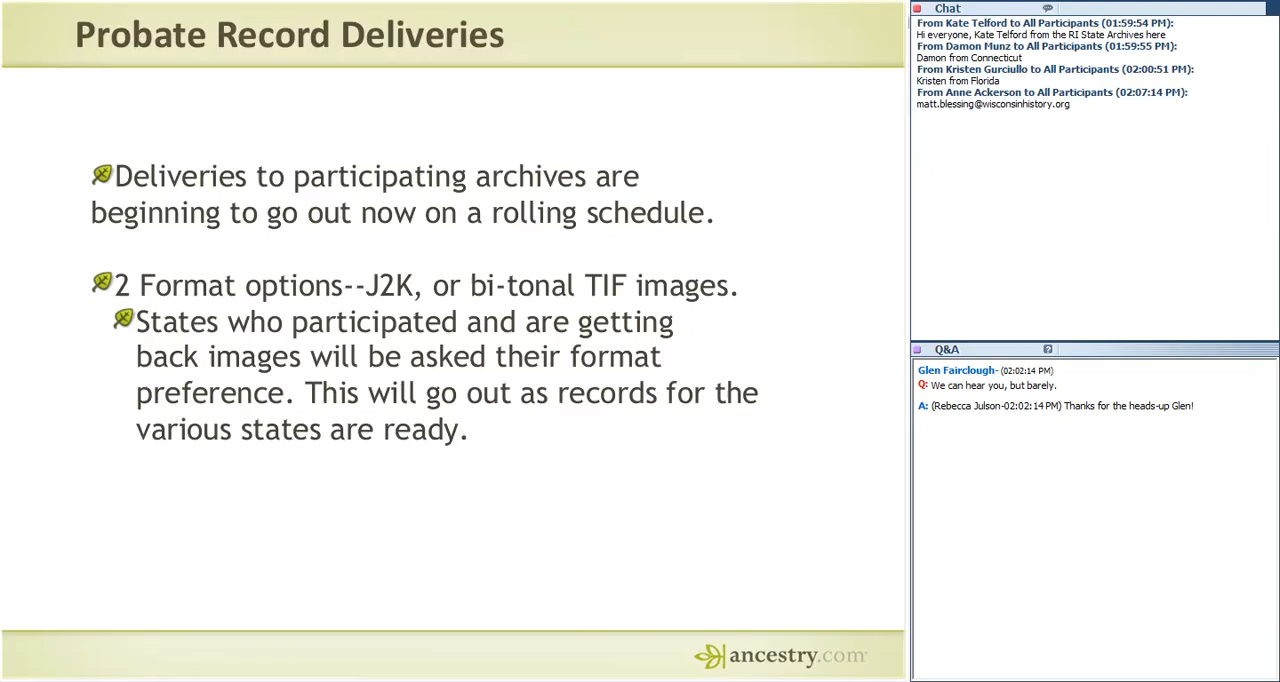 Probate Record Deliveries
Deliveries to participating archives are
beginning to go out now on a rolling schedule.
2 Format options--J2K, or bi-tonal TIF images.
States who participated and are getting
back images will be asked their format
preference. This will go out as records for the
various states are ready.
ancestry.com
Chat
From Kate Telford to All Participants (01:59:54 PM):
Hi everyone, Kate Telford from the RI State Archives here
From Damon Munz to All Participants (01:59:55 PM):
Damon from Connecticut
From Kristen Gurciullo to All Participants (02:00:51 PM):
Kristen from Florida
From Anne Ackerson to All Participants (02:07:14 PM):
matt.blessing@wisconsinhistory.org
Q&A
Glen Fairclough- (02:02:14 PM)
Q: We can hear you, but barely.
A: (Rebecca Julson-02:02:14 PM) Thanks for the heads-up Glen!